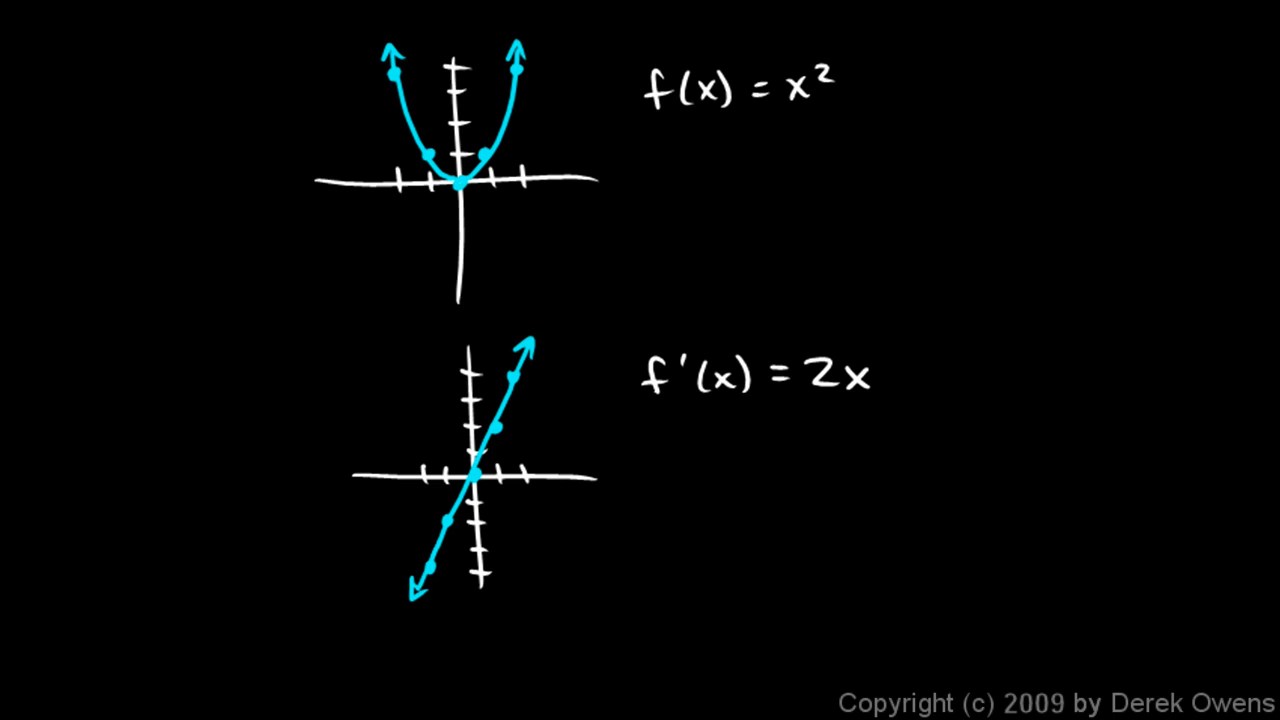 f(x) = x²
f'(x) = 2x
Copyright (c) 2009 by Derek Owens